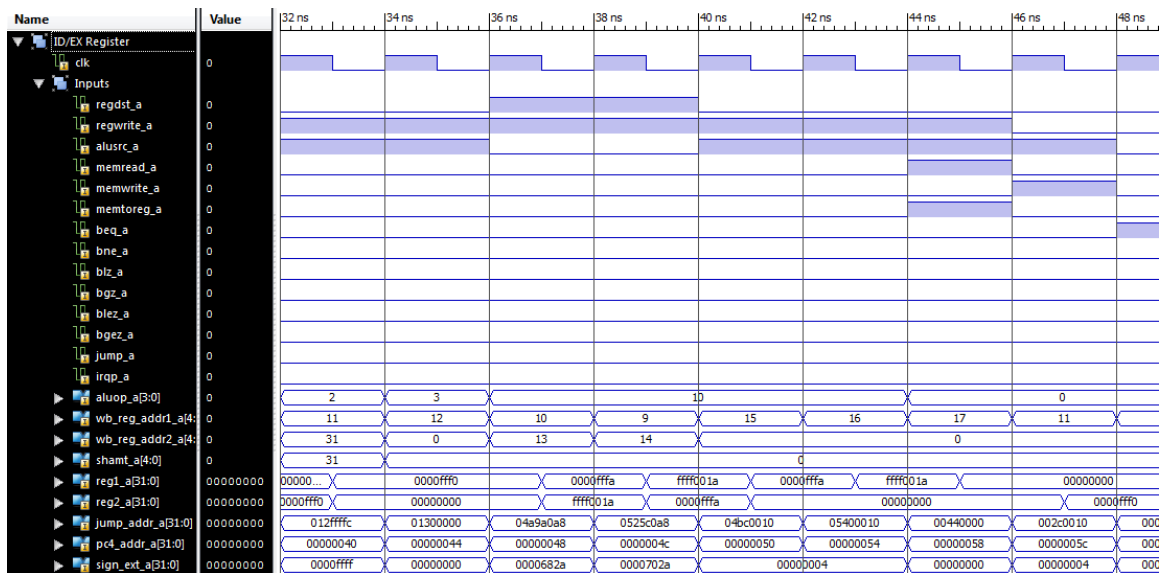 Name Value 32 ns 34 ns 36 ns 38 ns 40 ns 42 ns 44 ns 46 ns 48 ns
ID/EX Register
clk 0
Inputs
regdst_a 0
regwrite_a 0
alusrc_a 0
memread_a 0
memwrite_a 0
memtoreg_a 0
beq_a 0
bne_a 0
blz_a 0
bgz_a 0
blez_a 0
bgez_a 0
jump_a 0
irqp_a 0
aluop_a[3:0] 0 2 3 10 0
wb_reg_addr1_a[4: 0 11 12 10 9 15 16 17 11
wb_reg_addr2_a[4: 0 31 0 13 14 0
shamt_a[4:0] 0 31 0
reg1_a[31:0] 00000000 00000... 0000fff0 0000fffa ffff001a 0000fffa ffff001a 00000000
reg2_a[31:0] 00000000 0000fff0 00000000 ffff001a 0000fffa 00000000 0000fff0
jump_addr_a[31:0] 00000000 012ffffc 01300000 04a9a0a8 0525c0a8 04bc0010 05400010 00440000 002c0010 000
pc4_addr_a[31:0] 00000000 00000040 00000044 00000048 0000004c 00000050 00000054 00000058 0000005c 000
sign_ext_a[31:0] 00000000 0000ffff 00000000 0000682a 0000702a 00000004 00000000 00000004 000